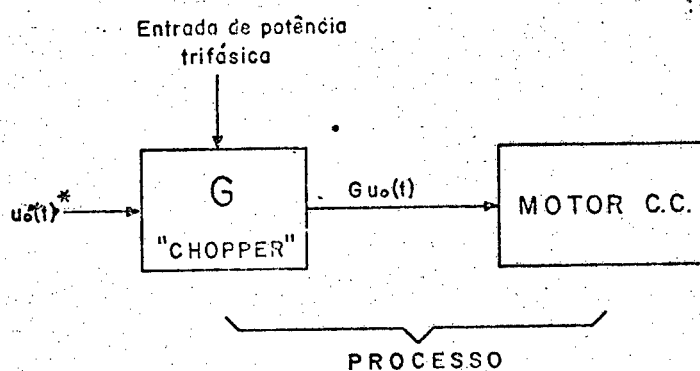 Entrada de potência
trifásica
u₀(t)*
G
"CHOPPER"
Gu₀(t)
MOTOR C.C.
PROCESSO